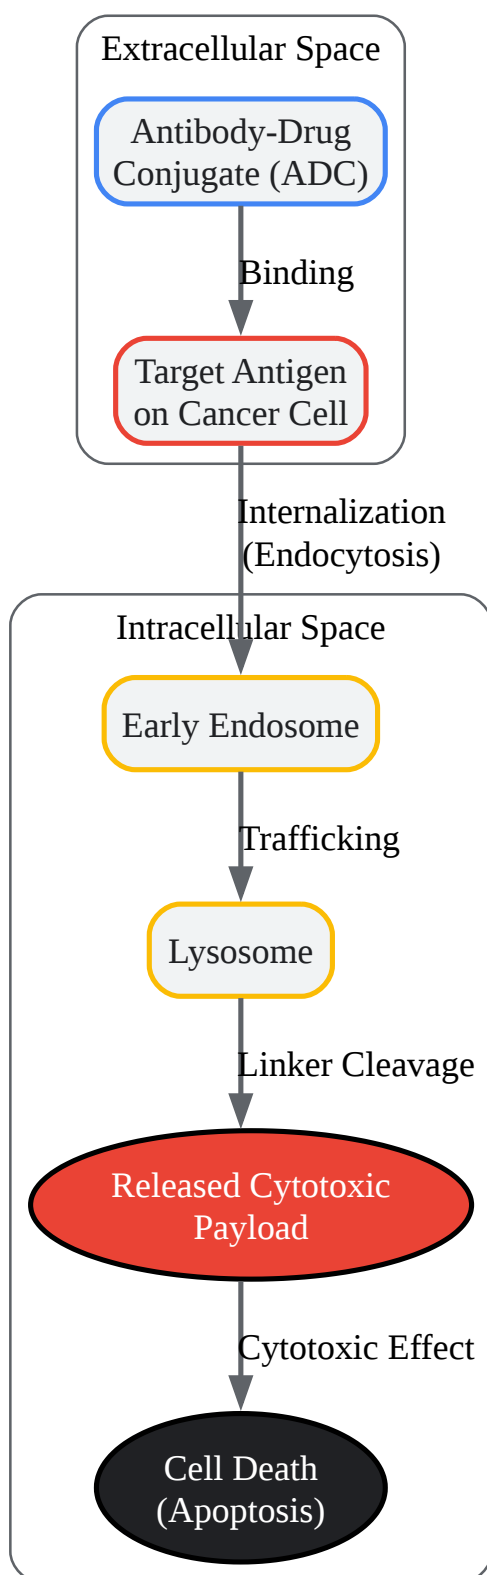 Extracellular Space
Antibody-Drug
Conjugate (ADC)
Binding
Target Antigen
on Cancer Cell
Internalization
(Endocytosis)
Intracellular Space
Early Endosome
Trafficking
Lysosome
Linker Cleavage
Released Cytotoxic
Payload
Cytotoxic Effect
Cell Death
(Apoptosis)